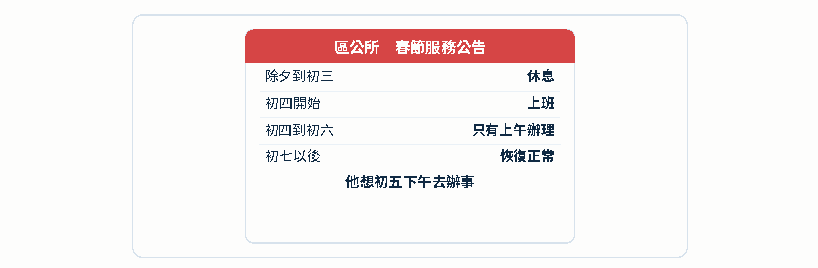 區公所　春節服務公告
除夕到初三　休息
初四開始　上班
初四到初六　只有上午辦理
初七以後　恢復正常
他想初五下午去辦事